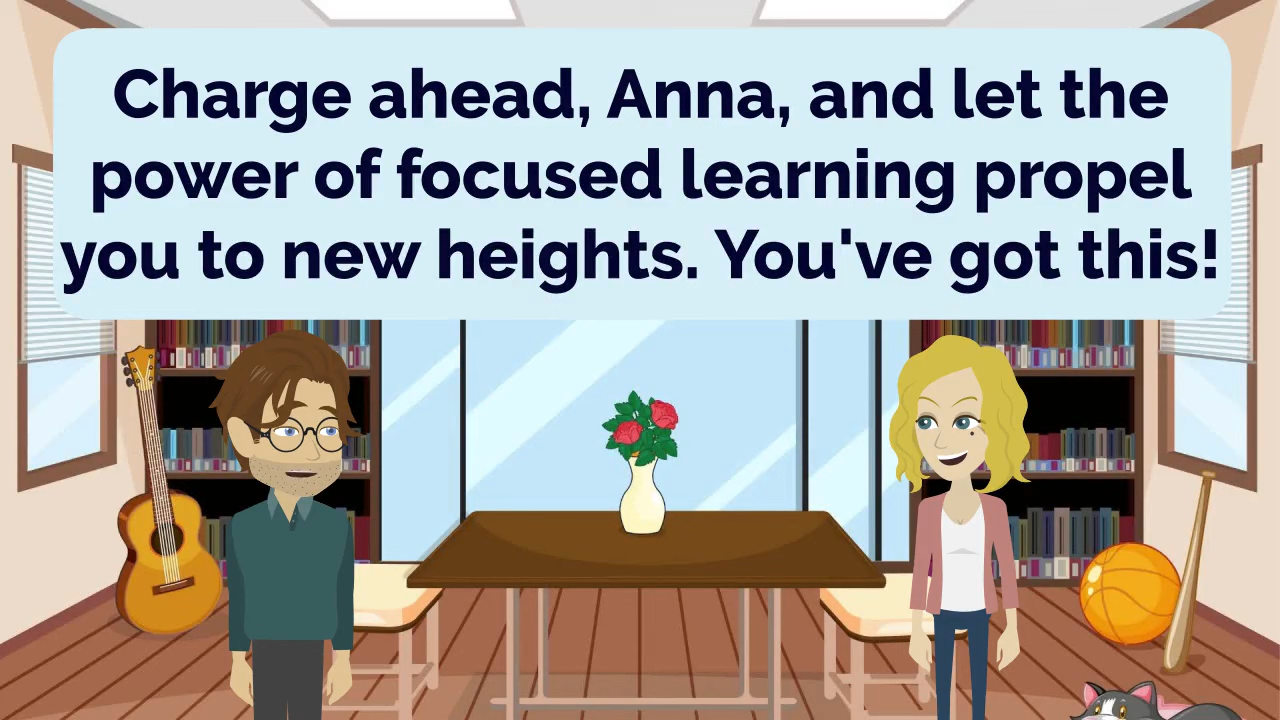 Charge ahead, Anna, and let the
power of focused learning propel
you to new heights. You've got this!